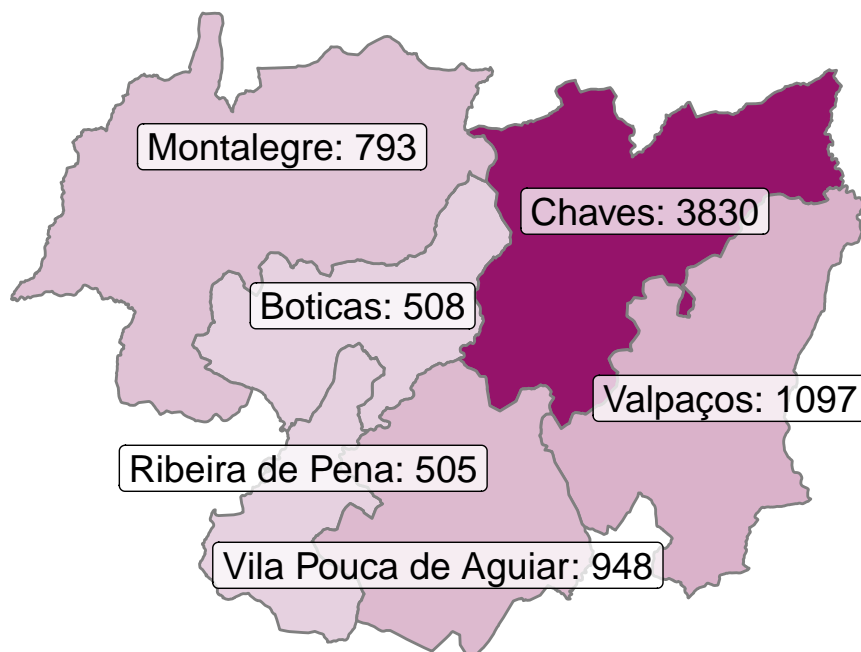 Montalegre: 793
Chaves: 3830
Boticas: 508
Valpaços: 1097
Ribeira de Pena: 505
Vila Pouca de Aguiar: 948